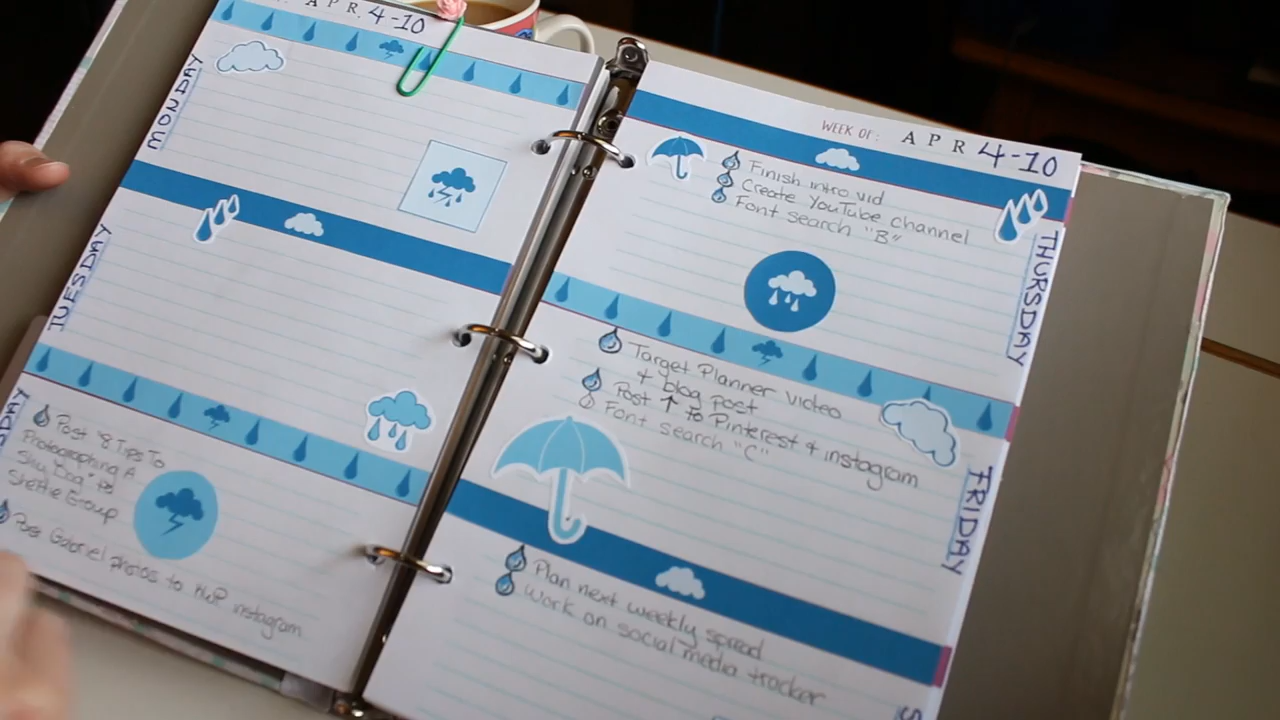 APR 4-10
MONDAY
TUESDAY
Post "8 Tips To
Photographing A
Shy Dog" to
Sheltie Group
Post Gabriel photos to HWP instagram
WEEK OF: APR 4-10
Finish intro vid
Create YouTube channel
Font search "B"
THURSDAY
Target Planner video
& blog post
Post ↑ to Pinterest & instagram
Font search "C"
FRIDAY
Plan next weekly spread
Work on social media tracker